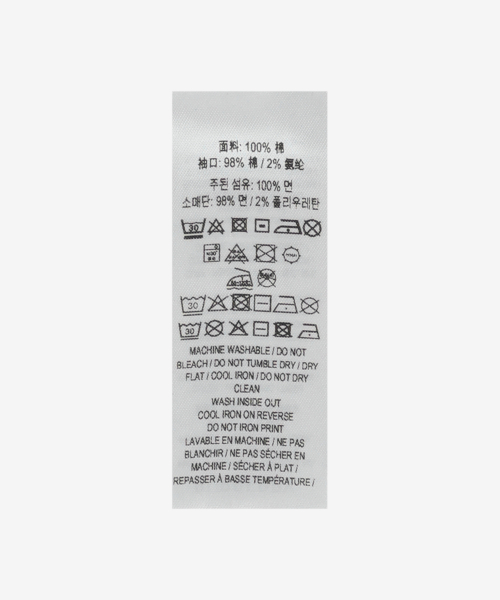 面料: 100% 棉
袖口: 98% 棉 / 2% 氨纶
주된 섬유: 100% 면
소매단: 98% 면 / 2% 폴리우레탄
30
30
30
MACHINE WASHABLE / DO NOT
BLEACH / DO NOT TUMBLE DRY / DRY
FLAT / COOL IRON / DO NOT DRY
CLEAN
WASH INSIDE OUT
COOL IRON ON REVERSE
DO NOT IRON PRINT
LAVABLE EN MACHINE / NE PAS
BLANCHIR / NE PAS SÉCHER EN
MACHINE / SÉCHER À PLAT /
REPASSER À BASSE TEMPÉRATURE /